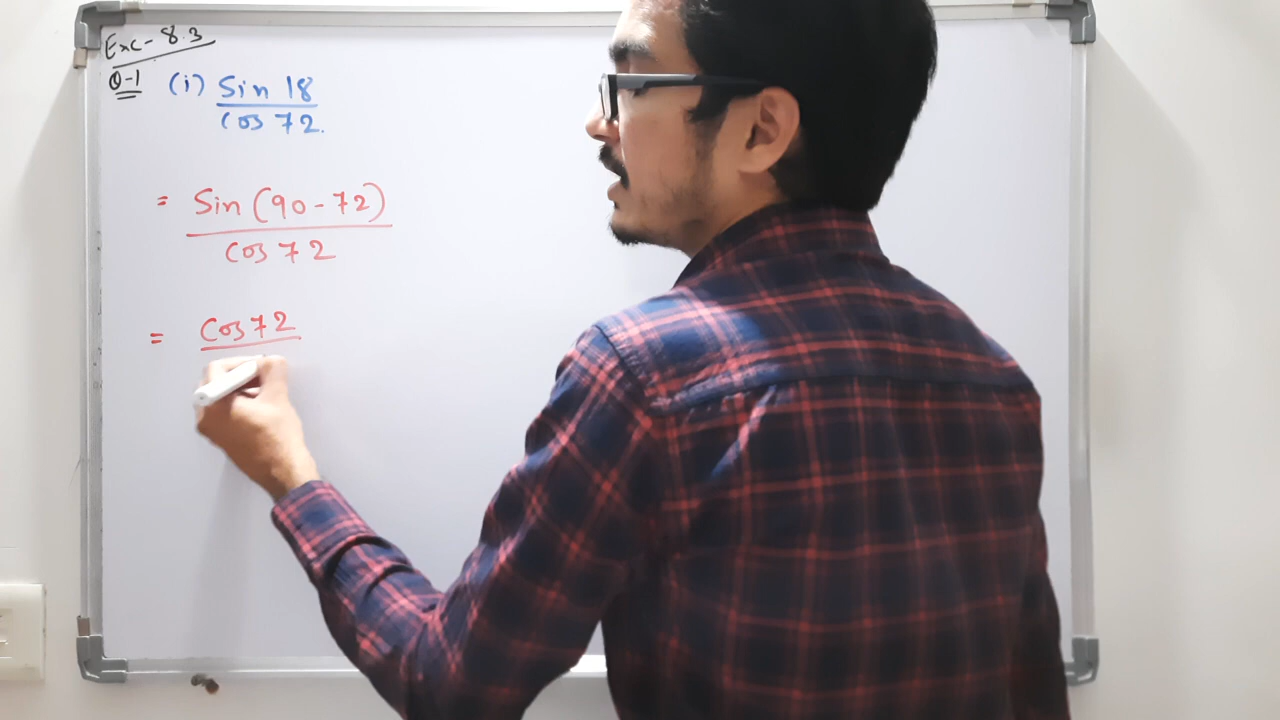 Exc- 8.3
Q-1 (i) Sin 18
cos 72.
= Sin (90-72)
cos 72
= Cos 72